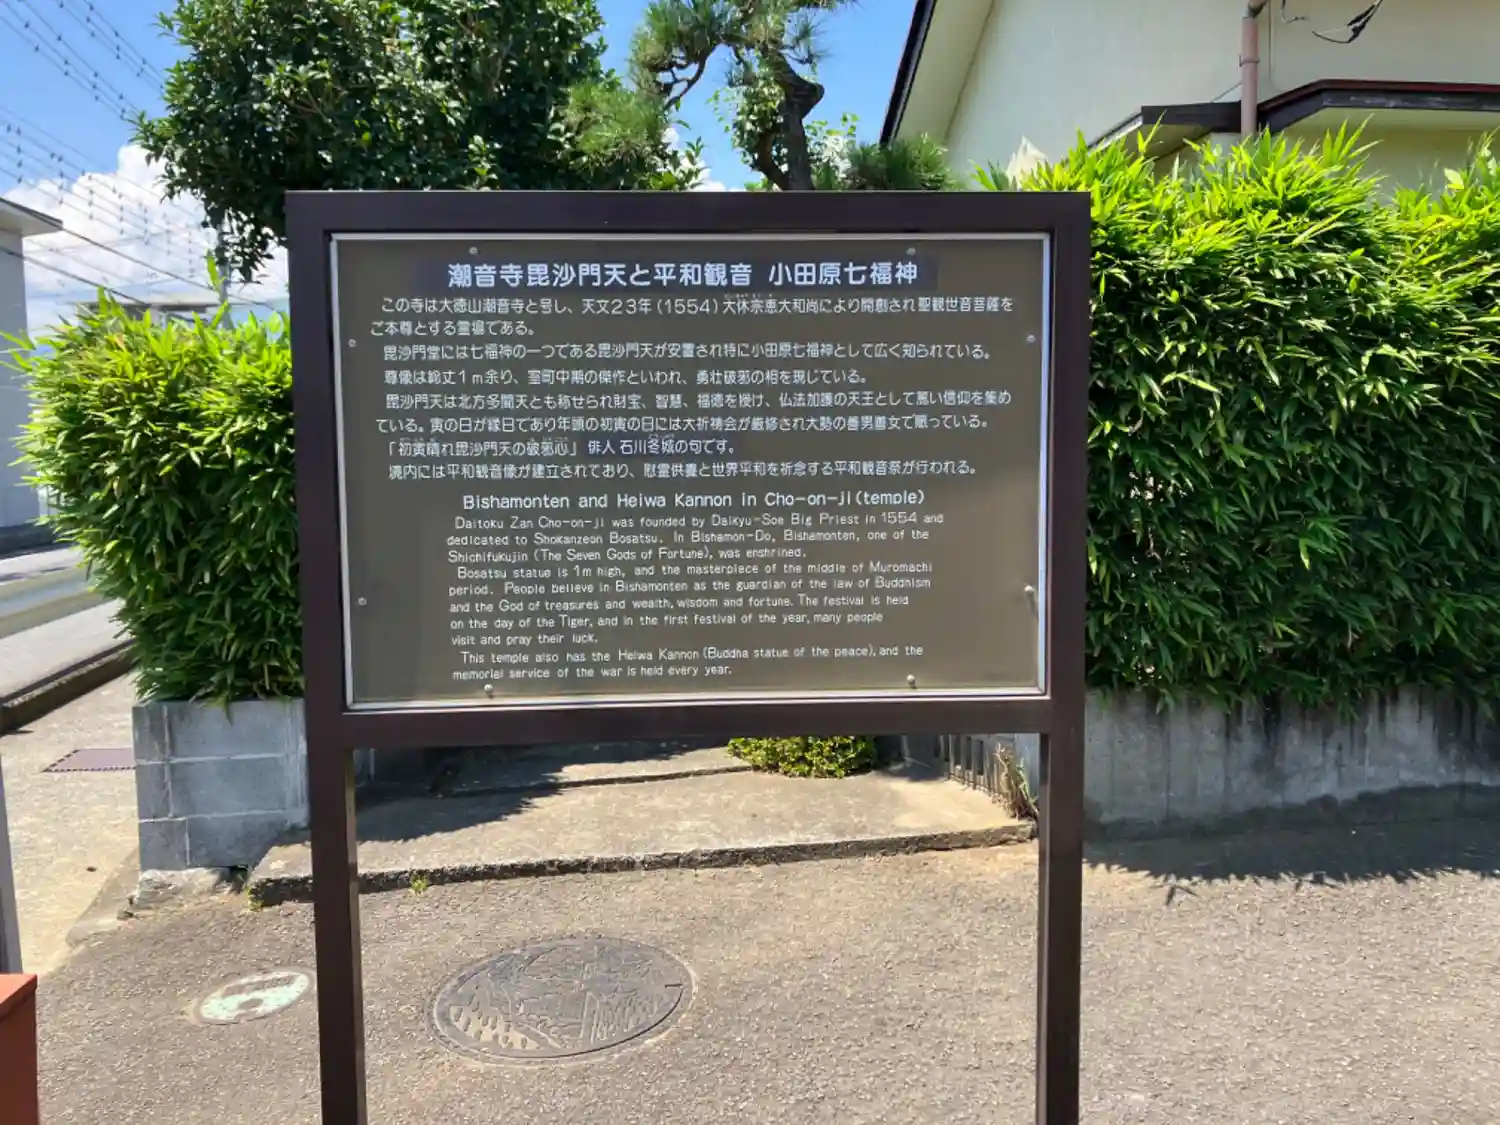 潮音寺毘沙門天と平和観音 小田原七福神
この寺は大徳山潮音寺と号し、天文23年(1554)大休宗恵大和尚により開創され聖観世音菩薩を
ご本尊とする霊場である。
毘沙門堂には七福神の一つである毘沙門天が安置され特に小田原七福神として広く知られている。
尊像は総丈1m余り、室町中期の傑作といわれ、勇壮破邪の相を現じている。
毘沙門天は北方多聞天とも称せられ財宝、智慧、福徳を授け、仏法加護の天王として篤い信仰を集め
ている。寅の日が縁日であり年頭の初寅の日には大祈祷会が厳修され大勢の善男善女で賑っている。
「初寅晴れ毘沙門天の破邪心」 俳人 石川冬城の句です。
境内には平和観音像が建立されており、慰霊供養と世界平和を祈念する平和観音祭が行われる。
Bishamonten and Heiwa Kannon in Cho-on-ji(temple)
Daitoku Zan Cho-on-ji was founded by Daikyu-Soe Big Priest in 1554 and
dedicated to Shokanzeon Bosatsu. In Bishamon-Do, Bishamonten, one of the
Shichifukujin (The Seven Gods of Fortune), was enshrined.
Bosatsu statue is 1m high, and the masterpiece of the middle of Muromachi
period. People believe in Bishamonten as the guardian of the law of Buddhism
and the God of treasures and wealth, wisdom and fortune. The festival is held
on the day of the Tiger, and in the first festival of the year, many people
visit and pray their luck.
This temple also has the Heiwa Kannon (Buddha statue of the peace), and the
memorial service of the war is held every year.